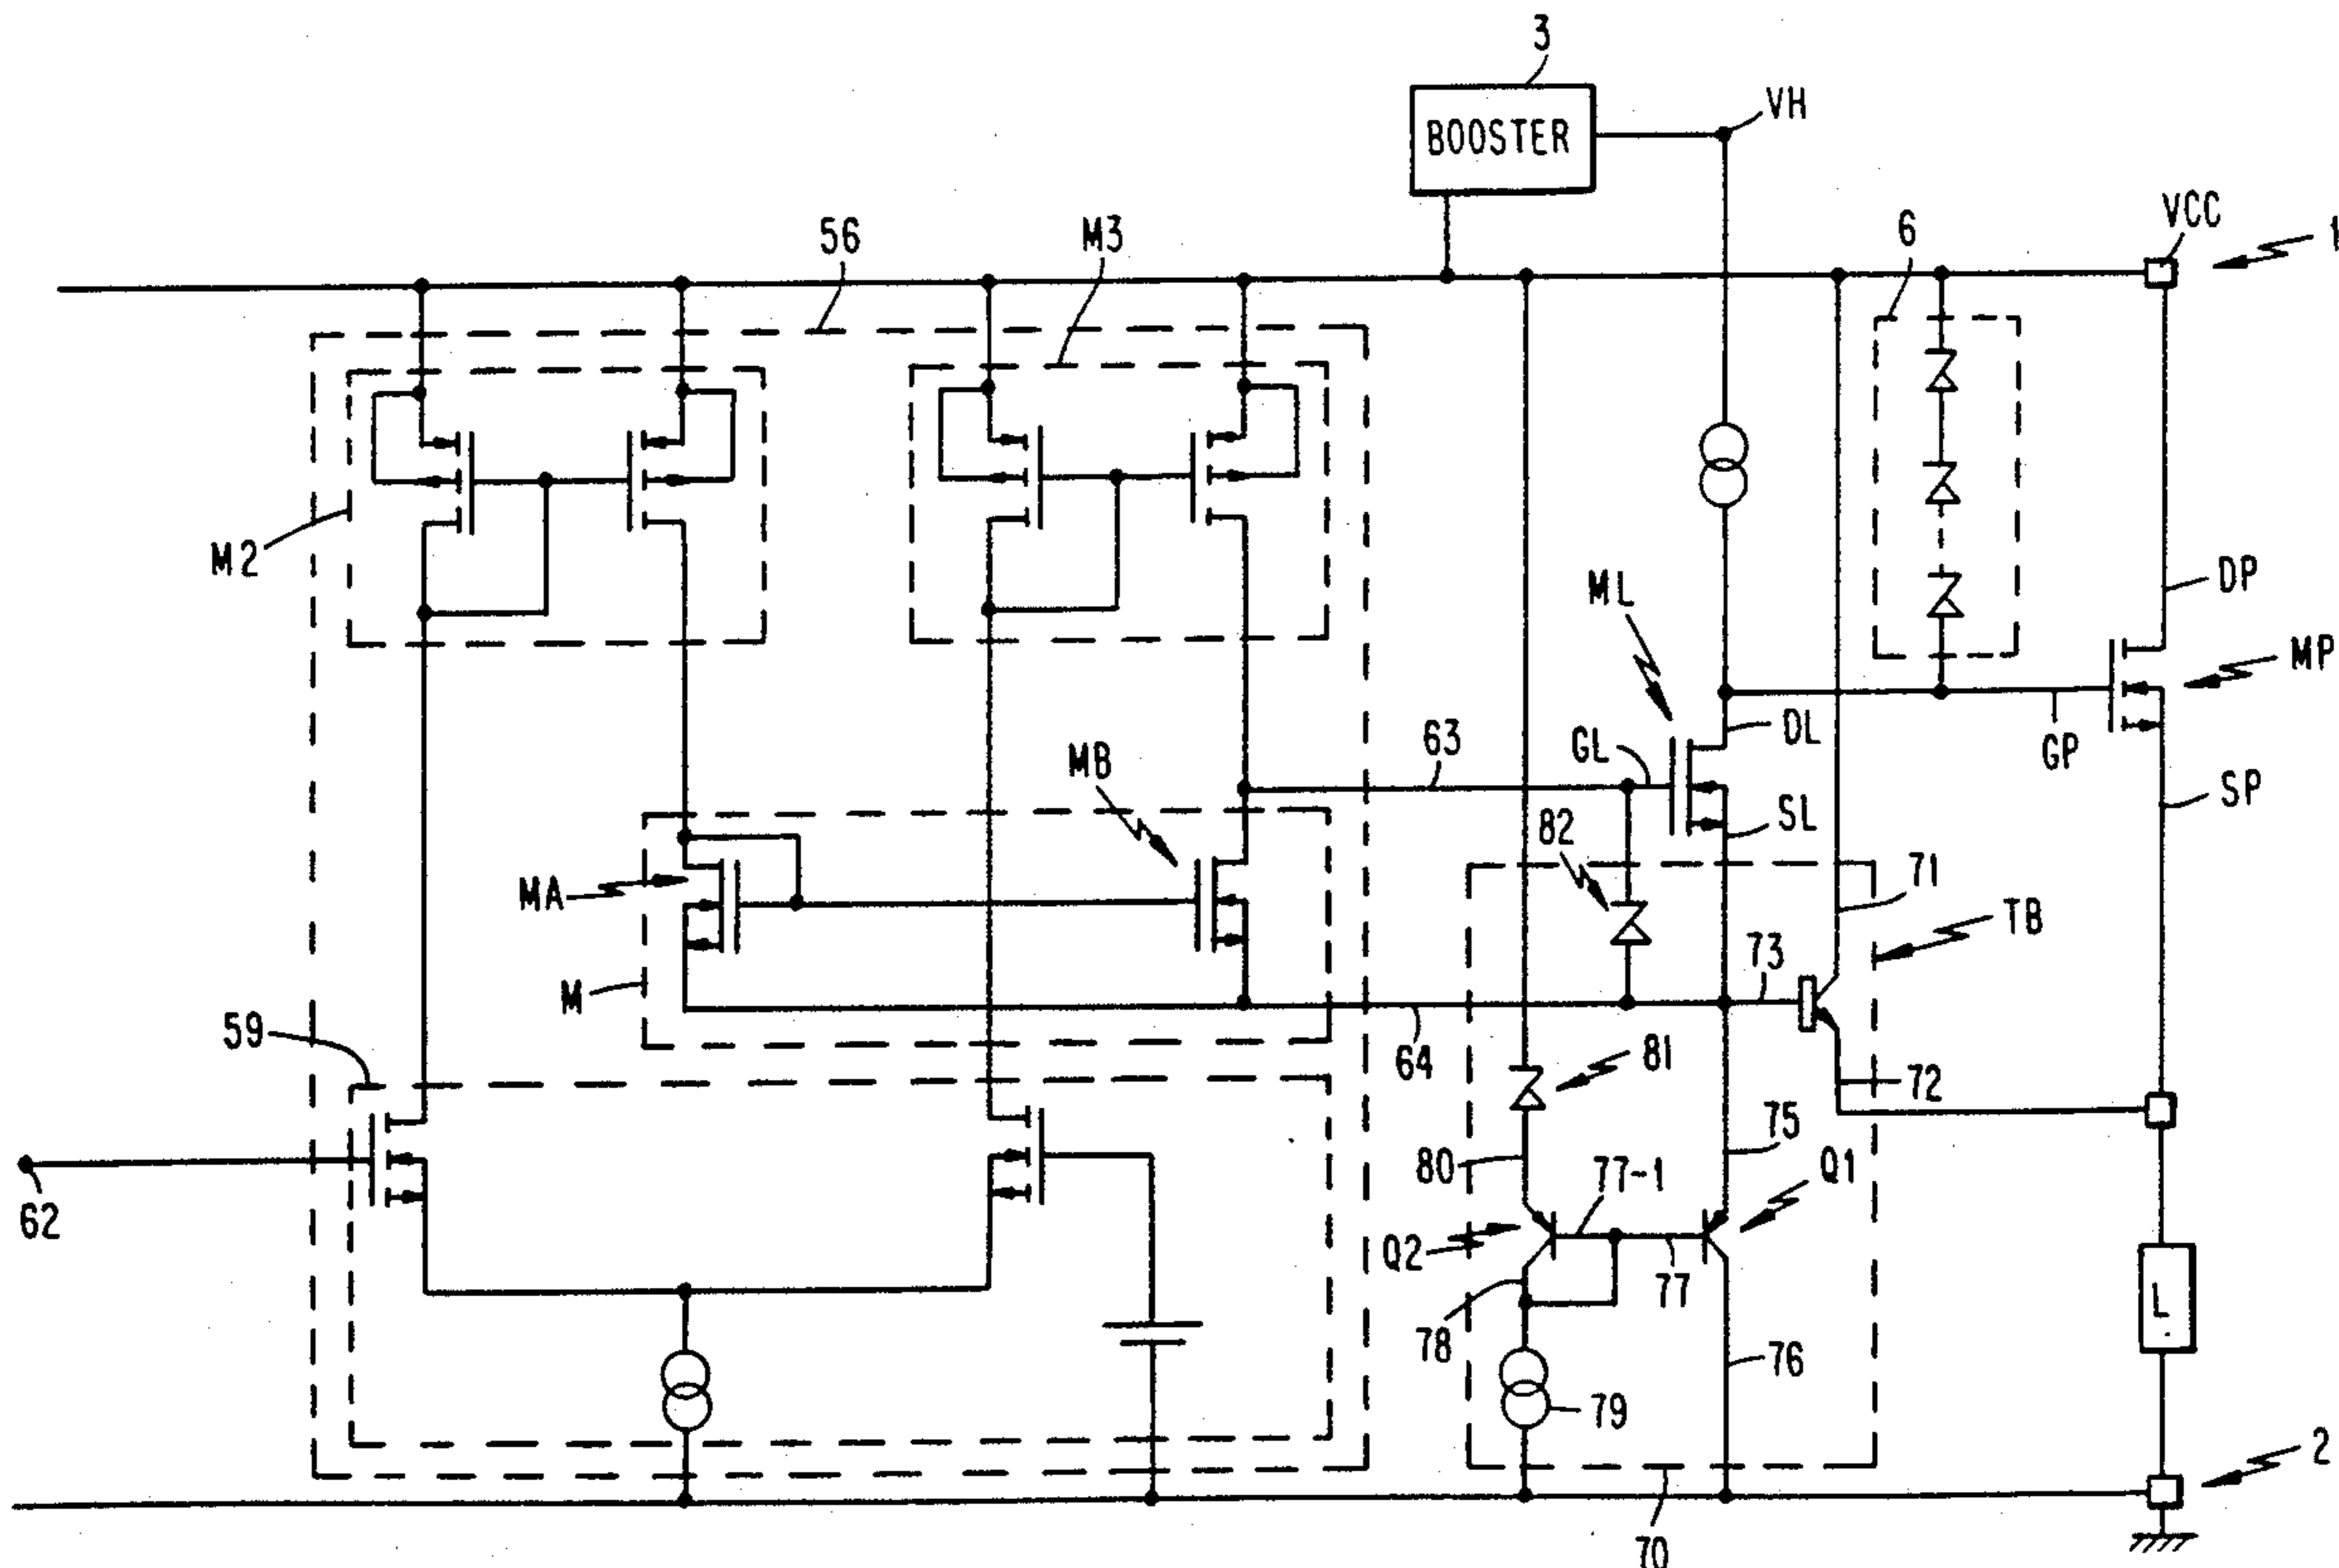 3
BOOSTER
VH
VCC
1
6
56
M3
M2
ML
DP
MP
DL
GP
SP
GL
63
SL
82
MB
MA
71
TB
73
M
59
64
81
72
75
80
77-1
Q1
62
Q2
77
78
76
L
79
2
70